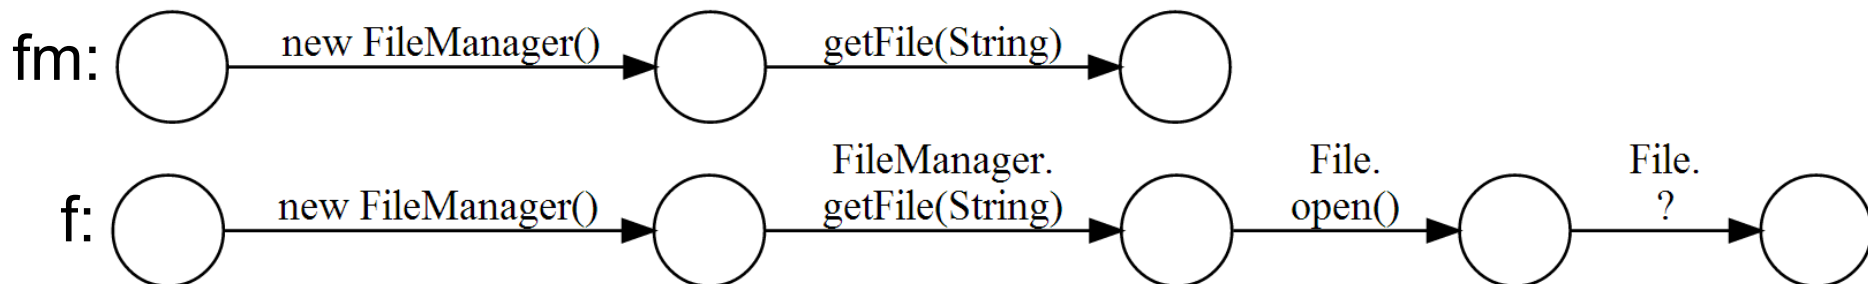 fm: new FileManager() getFile(String)
FileManager. File. File.
f: new FileManager() getFile(String) open() ?